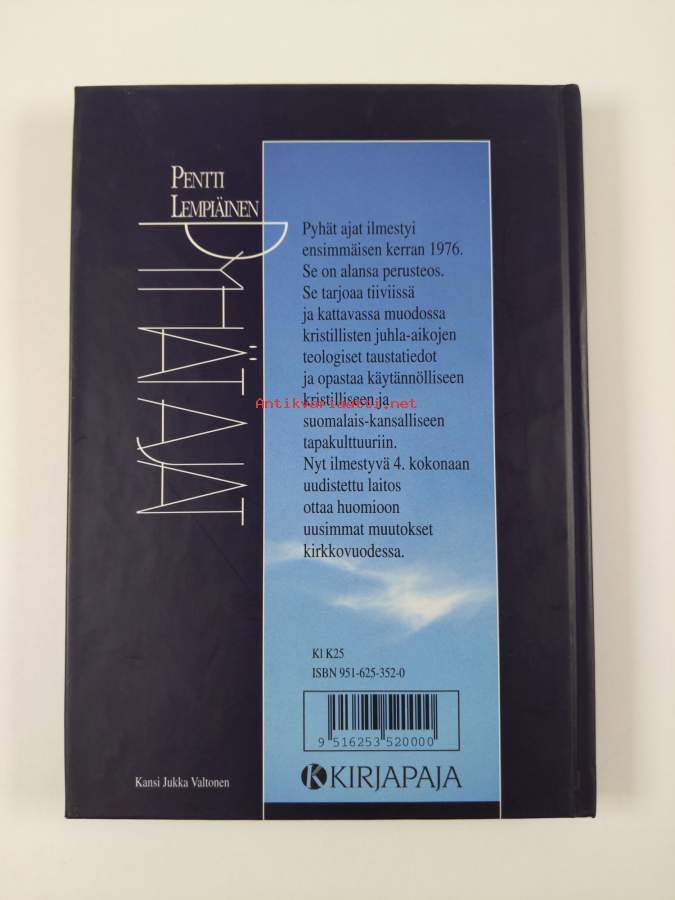 PENTTI
LEMPIÄINEN
PYHÄT AJAT
Pyhät ajat ilmestyi
ensimmäisen kerran 1976.
Se on alansa perusteos.
Se tarjoaa tiiviissä
ja kattavassa muodossa
kristillisten juhla-aikojen
teologiset taustatiedot
ja opastaa käytännölliseen
kristilliseen ja
Antikvariaatti.net
suomalais-kansalliseen
tapakulttuuriin.
Nyt ilmestyvä 4. kokonaan
uudistettu laitos
ottaa huomioon
uusimmat muutokset
kirkkovuodessa.
Kl K25
ISBN 951-625-352-0
9 516253 520000
K KIRJAPAJA
Kansi Jukka Valtonen